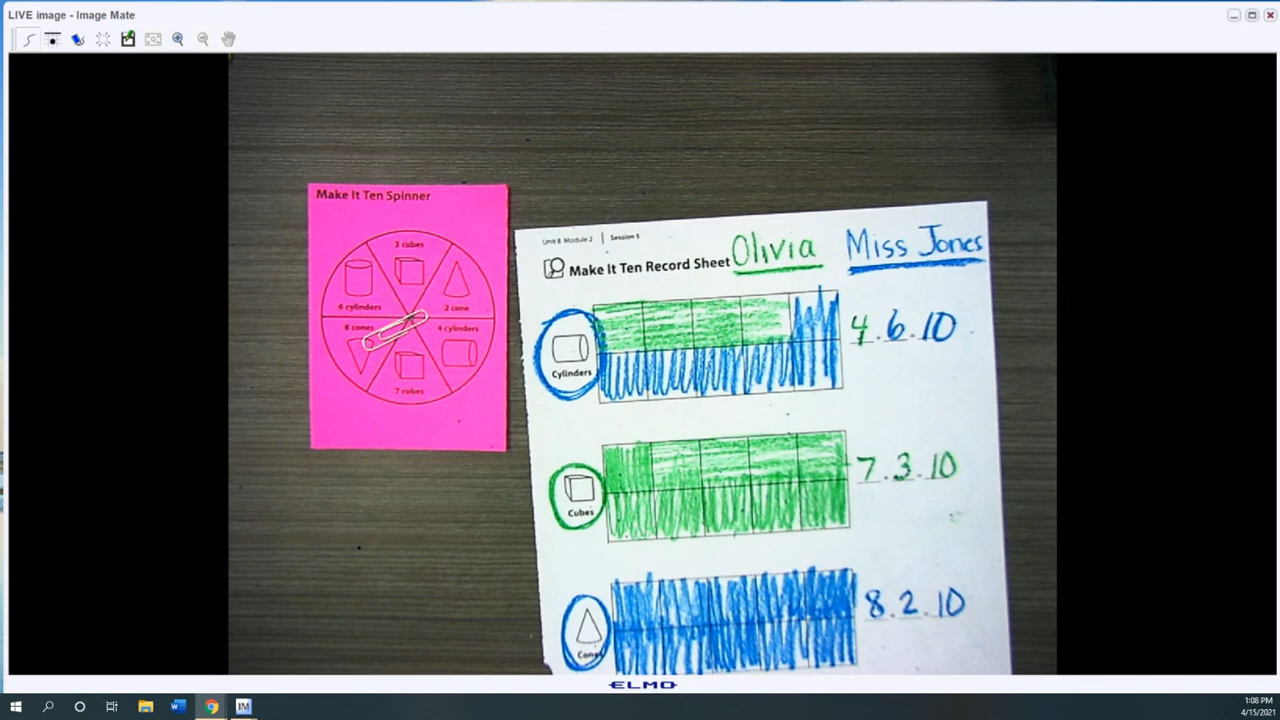 LIVE image - Image Mate
Make It Ten Spinner
3 cubes
6 cylinders
2 cone
8 cones
4 cylinders
7 cubes
Unit 8 Module 2 | Session 5
Make It Ten Record Sheet
Olivia Miss Jones
Cylinders
4 . 6 . 10
Cubes
7 . 3 . 10
Cones
8 . 2 . 10
ELMO
IM
1:08 PM
4/15/2021